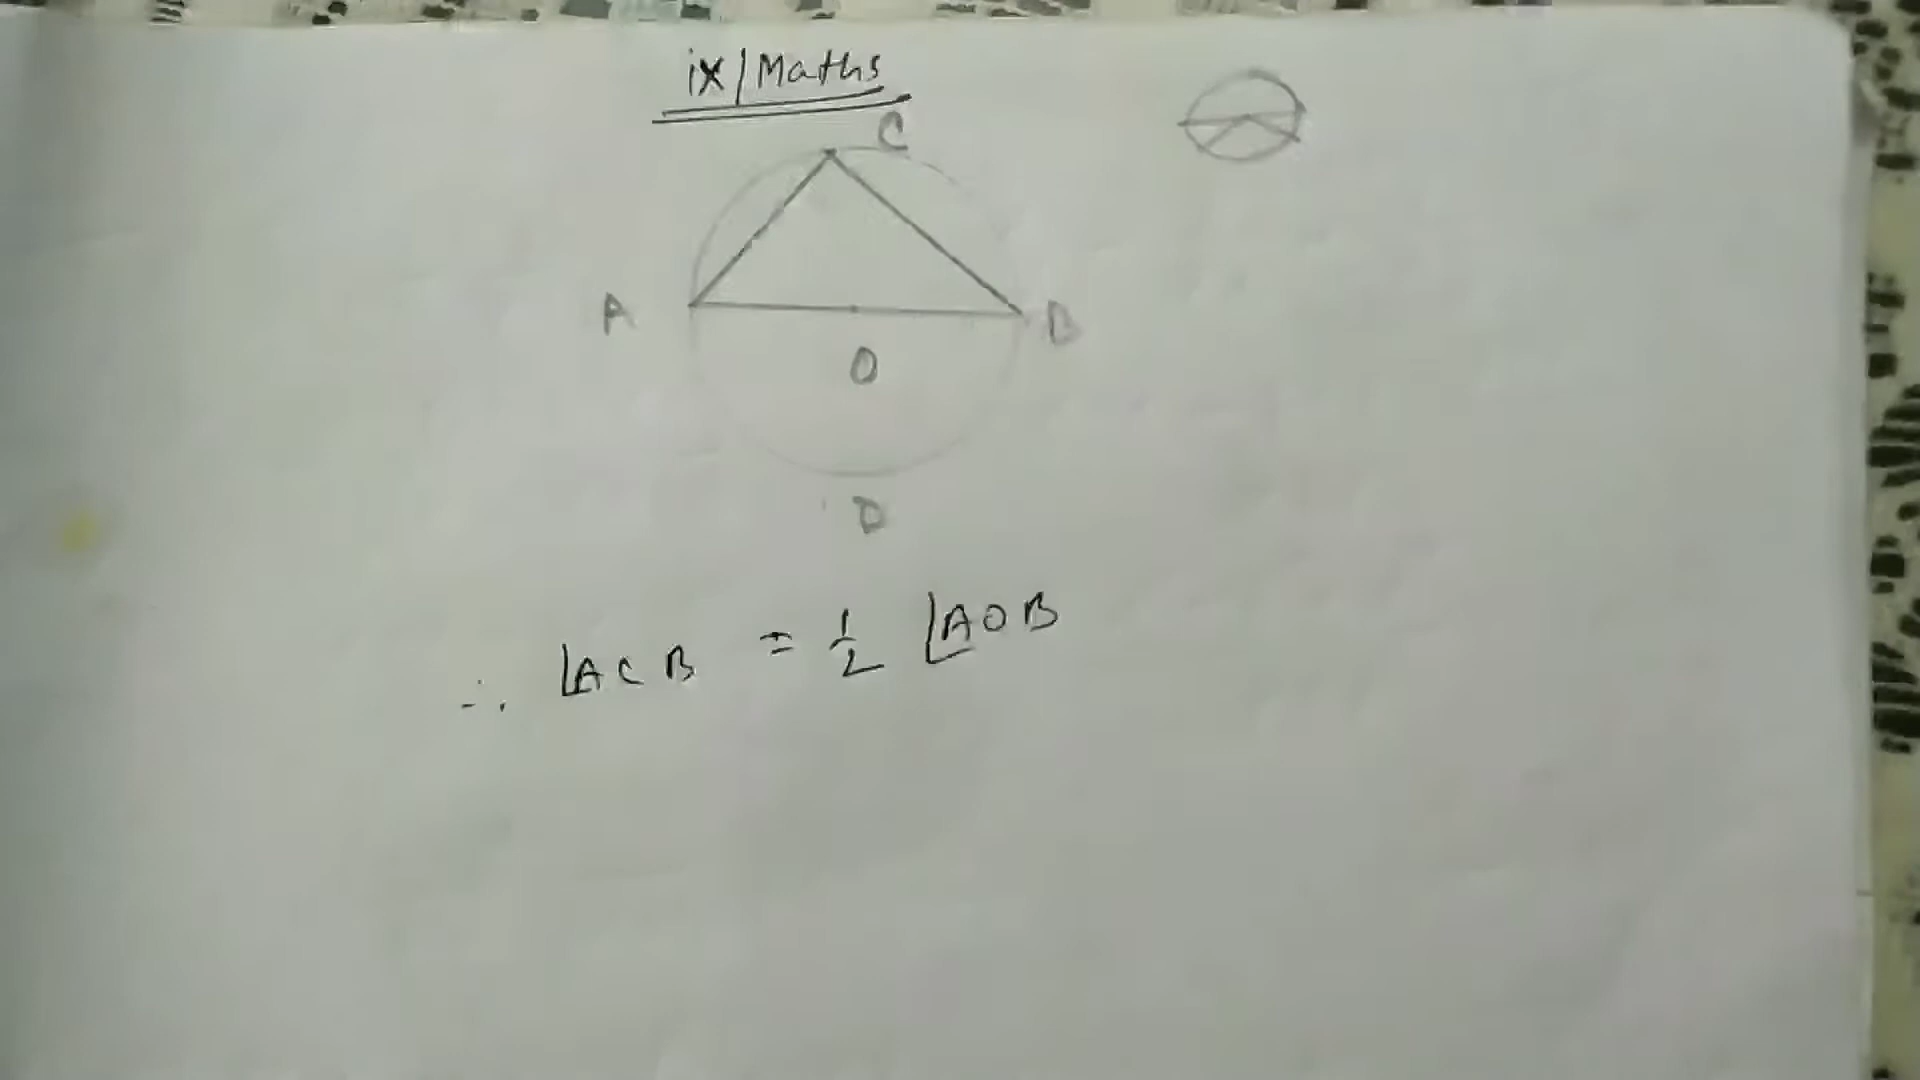 ix/Maths
C
A
B
O
D
∴ ∠ACB = 1/2 ∠AOB